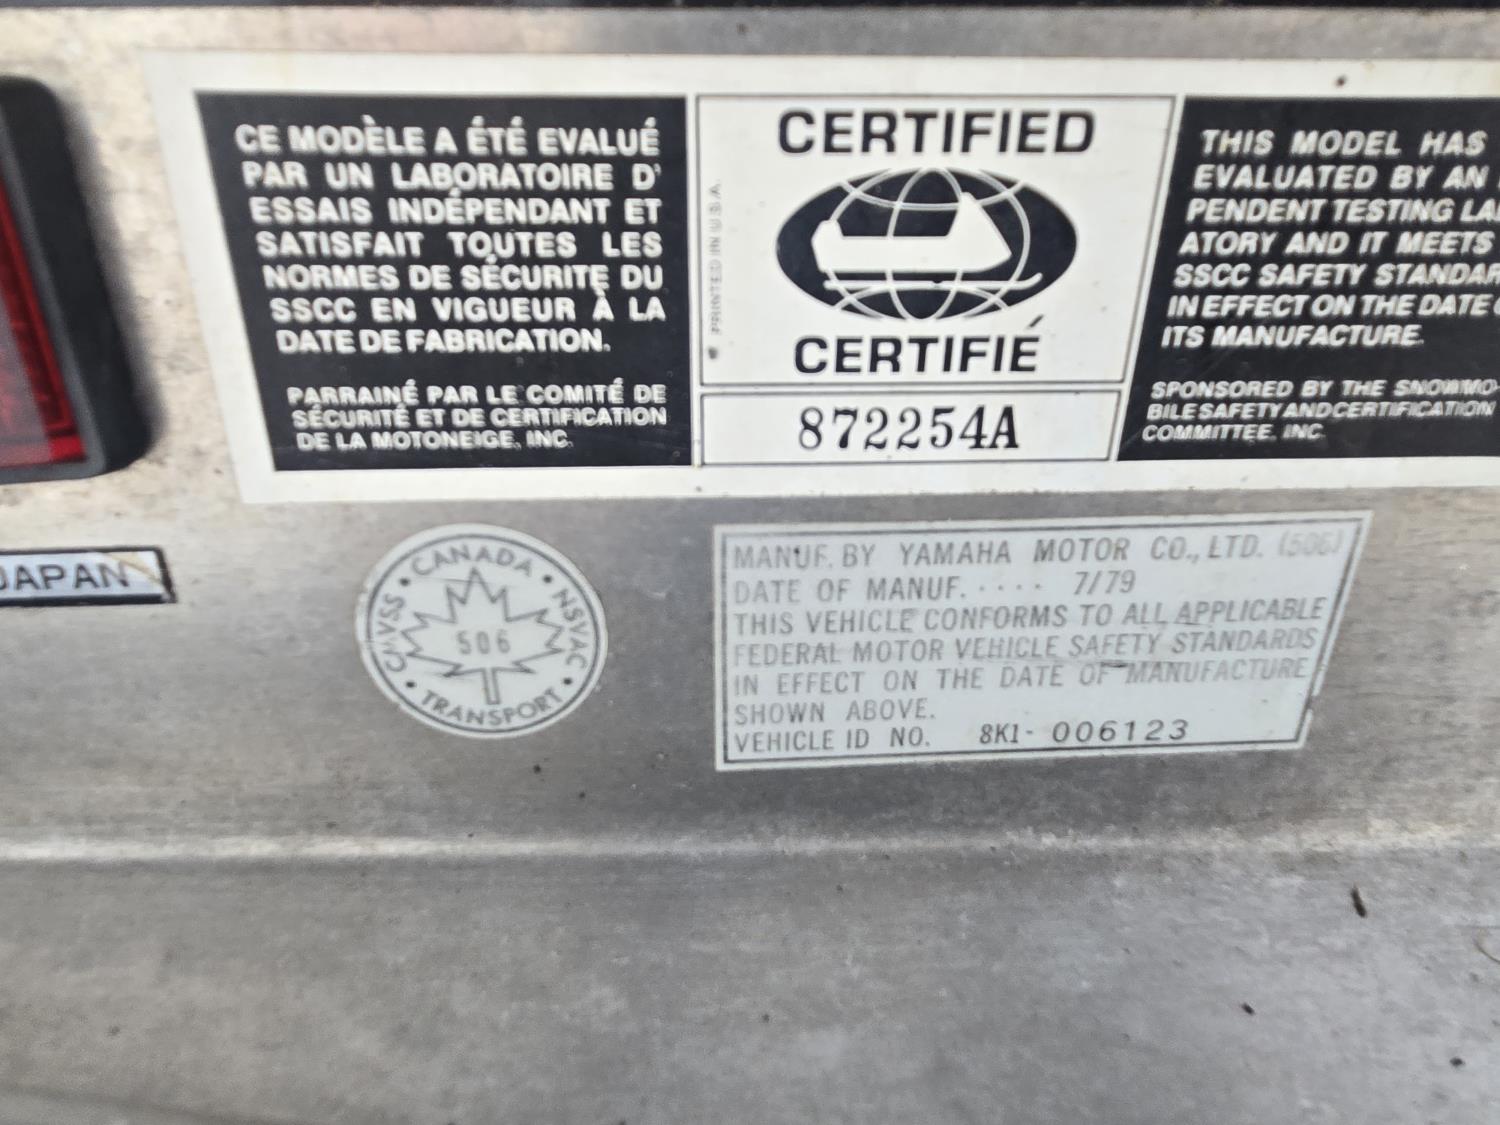 CE MODÈLE A ÉTÉ EVALUÉ
PAR UN LABORATOIRE D'
ESSAIS INDÉPENDANT ET
SATISFAIT TOUTES LES
NORMES DE SÉCURITE DU
SSCC EN VIGUEUR À LA
DATE DE FABRICATION.
PARRAINÉ PAR LE COMITÉ DE
SÉCURITÉ ET DE CERTIFICATION
DE LA MOTONEIGE, INC.
PRINTED IN U.S.A.
CERTIFIED
CERTIFIÉ
872254A
THIS MODEL HAS
EVALUATED BY AN
PENDENT TESTING LA
ATORY AND IT MEETS
SSCC SAFETY STANDAR
IN EFFECT ON THE DATE
ITS MANUFACTURE.
SPONSORED BY THE SNOWMO-
BILE SAFETY AND CERTIFICATION
COMMITTEE, INC.
JAPAN
CANADA
CMVSS • NSVAC
506
TRANSPORT
MANUF. BY YAMAHA MOTOR CO., LTD. (506)
DATE OF MANUF. .... 7/79
THIS VEHICLE CONFORMS TO ALL APPLICABLE
FEDERAL MOTOR VEHICLE SAFETY STANDARDS
IN EFFECT ON THE DATE OF MANUFACTURE
SHOWN ABOVE.
VEHICLE ID NO. 8K1- 006123